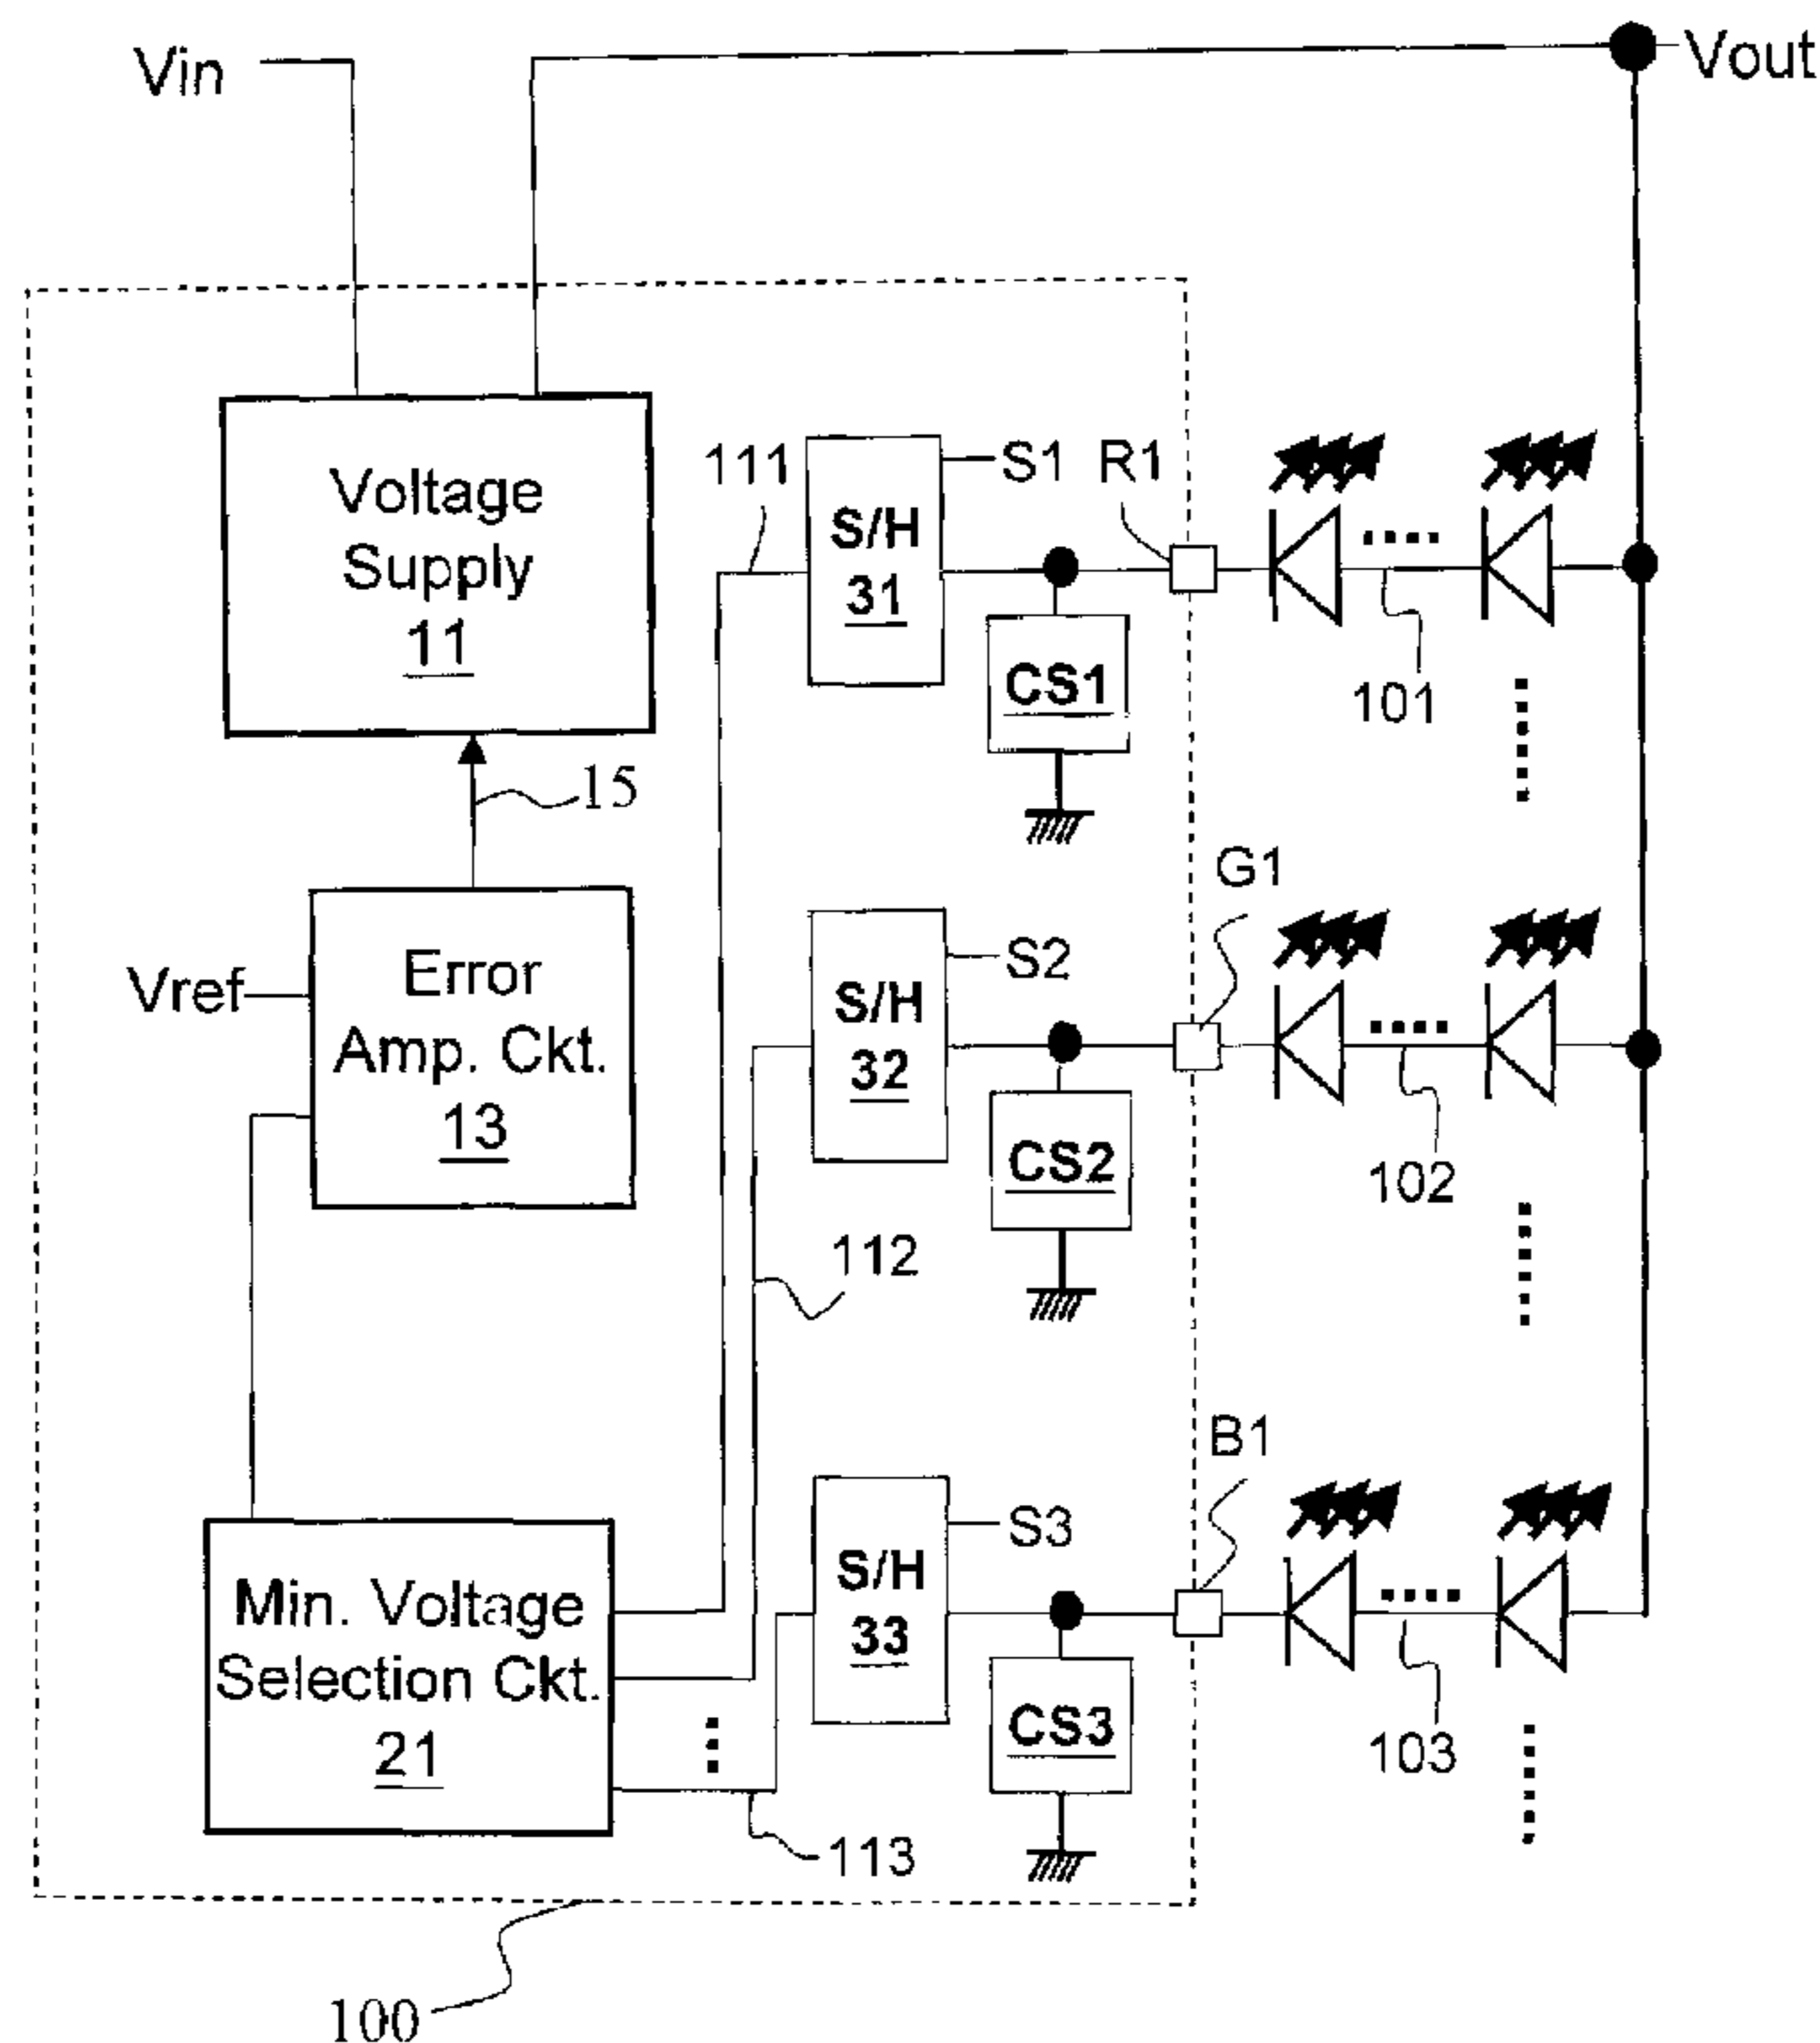 Vin
Vout
Voltage
Supply
11
111
S/H
31
S1
R1
CS1
101
15
Vref
Error
Amp. Ckt.
13
S/H
32
S2
G1
CS2
102
112
Min. Voltage
Selection Ckt.
21
S/H
33
S3
B1
CS3
103
113
100